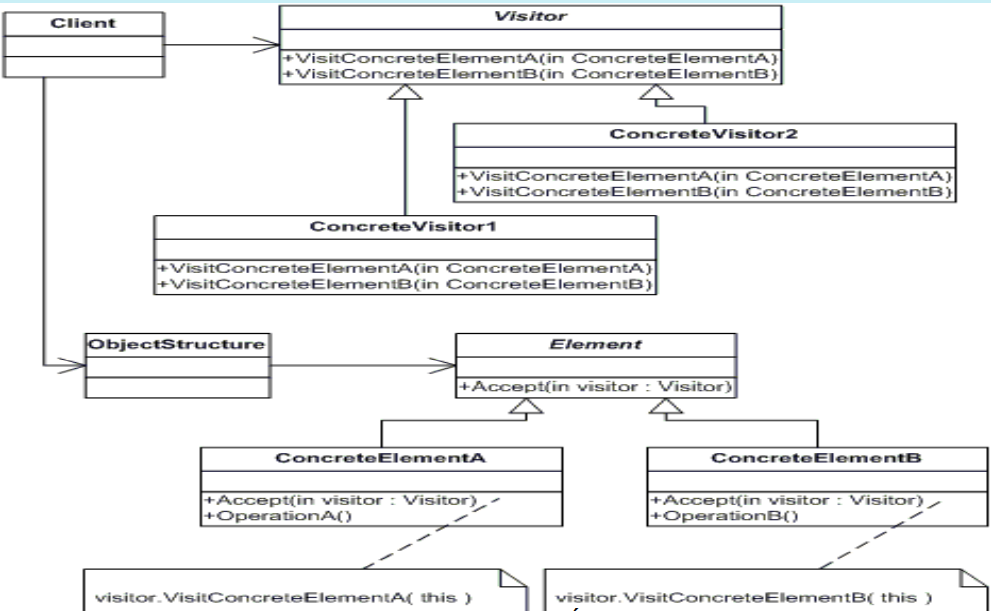 Client
Visitor
+VisitConcreteElementA(in ConcreteElementA)
+VisitConcreteElementB(in ConcreteElementB)
ConcreteVisitor2
+VisitConcreteElementA(in ConcreteElementA)
+VisitConcreteElementB(in ConcreteElementB)
ConcreteVisitor1
+VisitConcreteElementA(in ConcreteElementA)
+VisitConcreteElementB(in ConcreteElementB)
ObjectStructure
Element
+Accept(in visitor : Visitor)
ConcreteElementA
+Accept(in visitor : Visitor)
+OperationA()
ConcreteElementB
+Accept(in visitor : Visitor)
+OperationB()
visitor.VisitConcreteElementA( this )
visitor.VisitConcreteElementB( this )